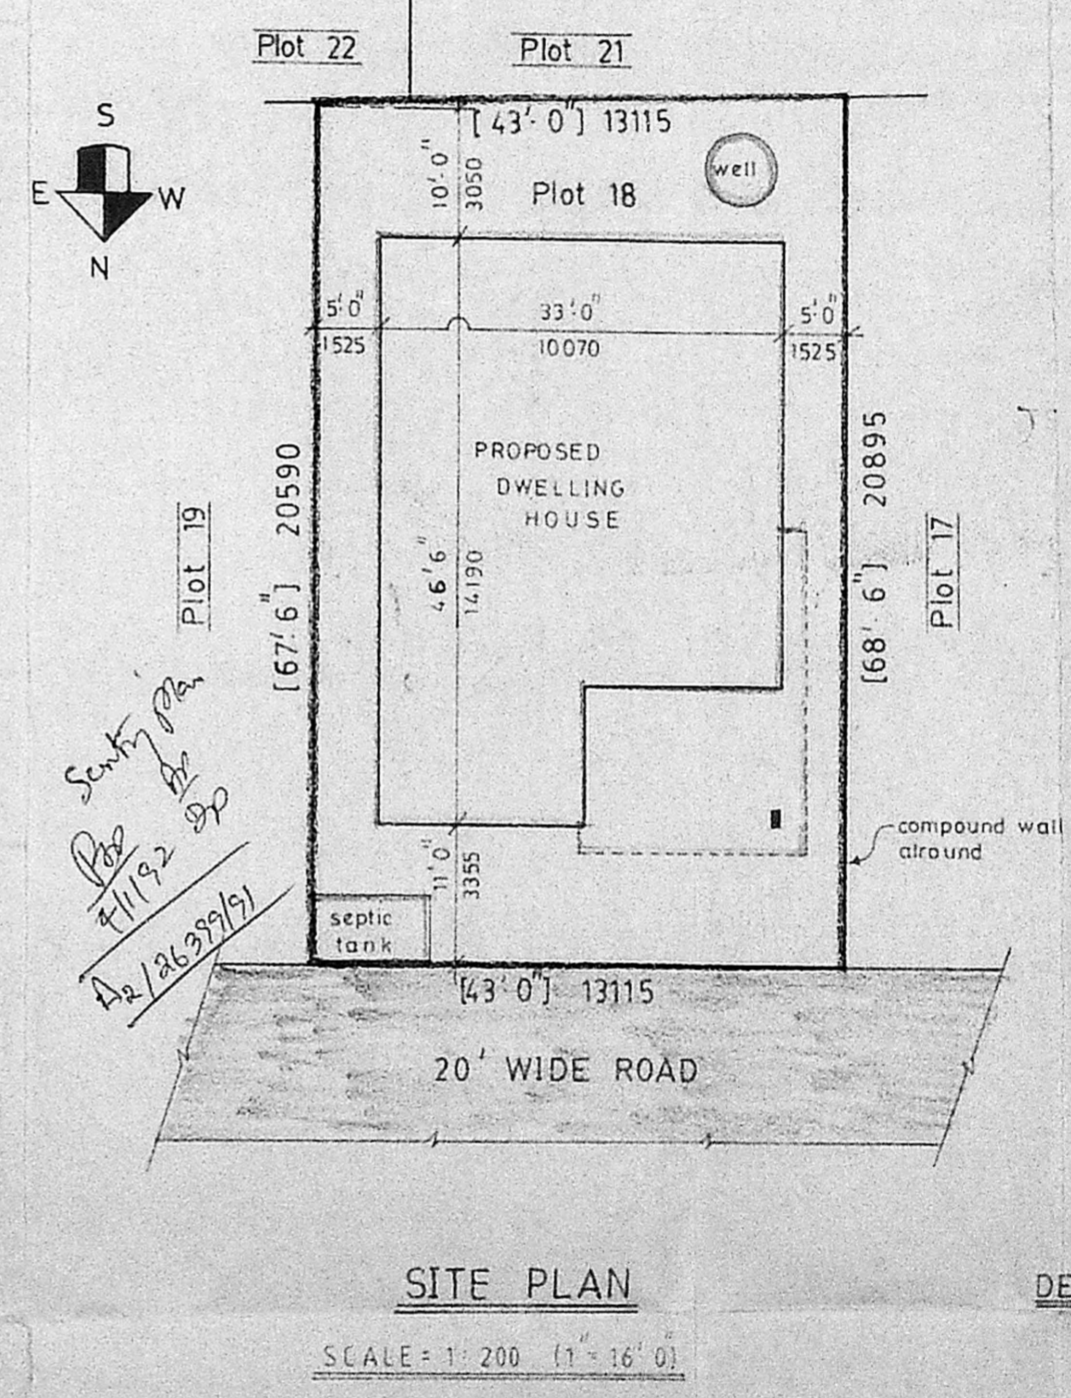 Plot 22
Plot 21
S
E W
N
[43'-0"] 13115
10'-0"
3050
Plot 18
well
5'-0"
1525
33'-0"
10070
5'-0"
1525
PROPOSED
DWELLING
HOUSE
46'6"
14190
Plot 19
[67'-6"] 20590
[68'-6"] 20895
Plot 17
11'0"
3355
septic
tank
compound wall
alround
4/1/92
A2/26399/91
[43'0"] 13115
20' WIDE ROAD
SITE PLAN
SCALE = 1:200 (1"=16'0")
DE